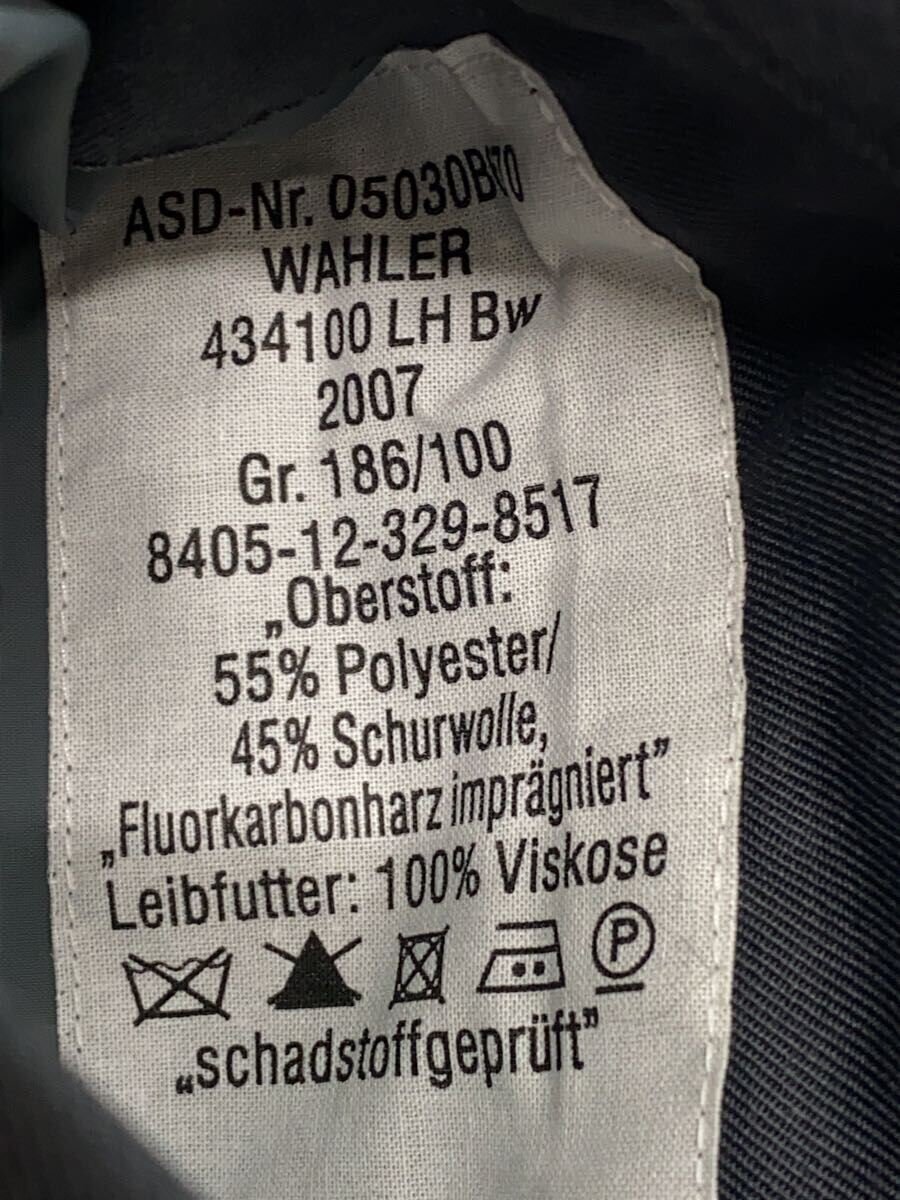 ASD-Nr. 05030B170
WAHLER
434100 LH Bw
2007
Gr. 186/100
8405-12-329-8517
„Oberstoff:
55% Polyester/
45% Schurwolle,
„Fluorkarbonharz imprägniert”
Leibfutter: 100% Viskose
P
„schadstoffgeprüft”